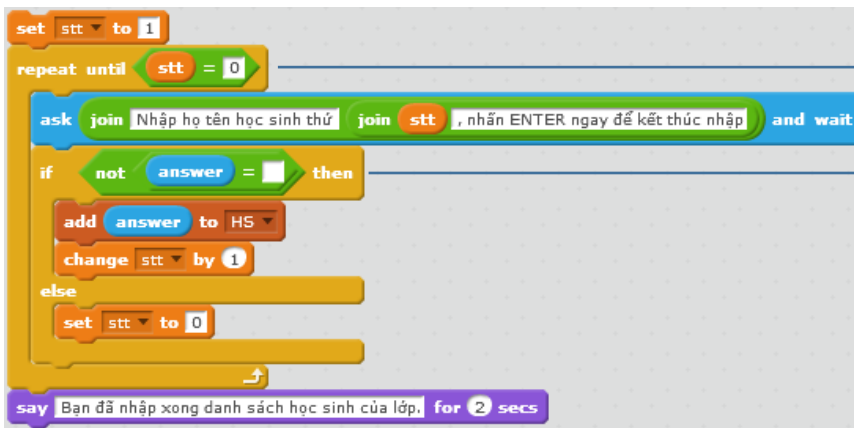 set stt to 1
repeat until stt = 0
ask join Nhập họ tên học sinh thứ join stt , nhấn ENTER ngay để kết thúc nhập and wait
if not answer = then
add answer to HS
change stt by 1
else
set stt to 0
say Bạn đã nhập xong danh sách học sinh của lớp. for 2 secs